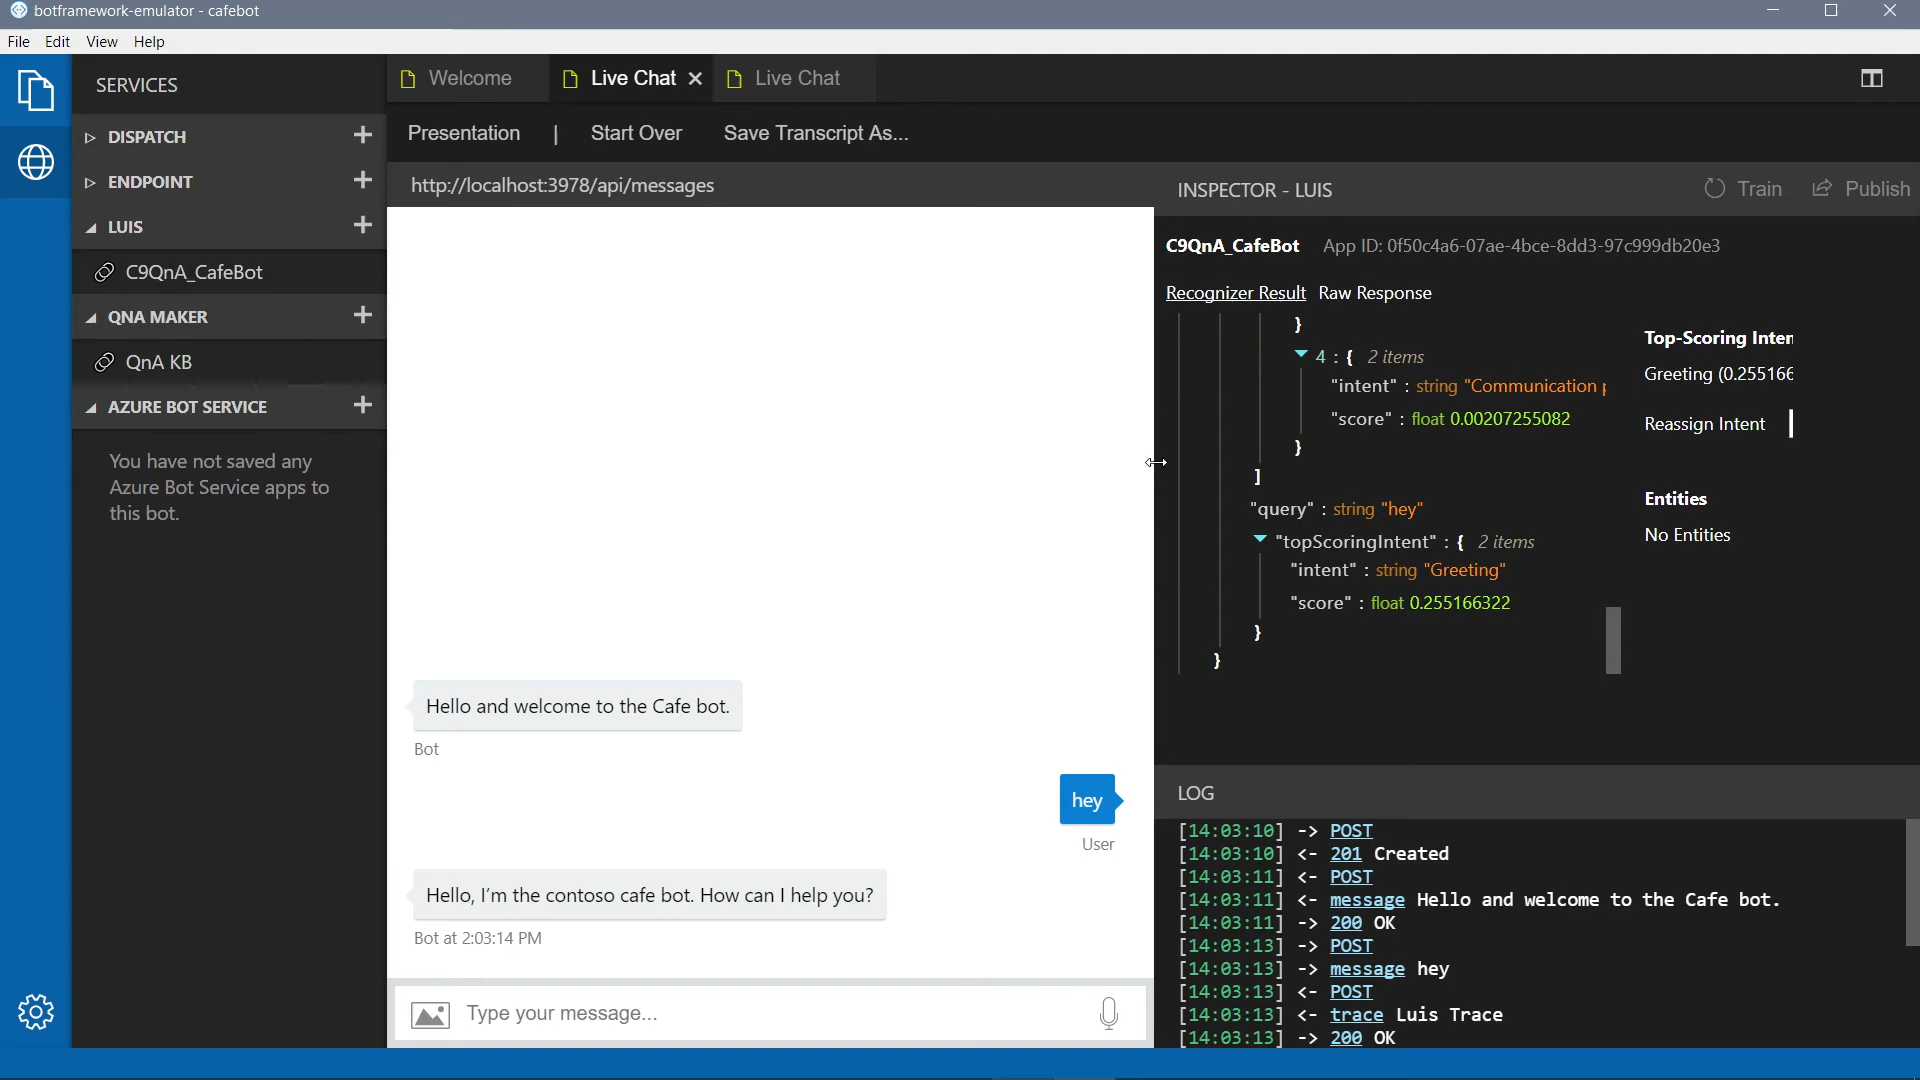 botframework-emulator - cafebot
File Edit View Help
SERVICES
DISPATCH
ENDPOINT
LUIS
C9QnA_CafeBot
QNA MAKER
QnA KB
AZURE BOT SERVICE
You have not saved any
Azure Bot Service apps to
this bot.
Welcome
Live Chat
Live Chat
Presentation | Start Over Save Transcript As...
http://localhost:3978/api/messages
Hello and welcome to the Cafe bot.
Bot
hey
User
Hello, I'm the contoso cafe bot. How can I help you?
Bot at 2:03:14 PM
Type your message...
INSPECTOR - LUIS
Train
Publish
C9QnA_CafeBot App ID: 0f50c4a6-07ae-4bce-8dd3-97c999db20e3
Recognizer Result Raw Response
}
4 : { 2 items
"intent" : string "Communication p
"score" : float 0.00207255082
}
]
"query" : string "hey"
"topScoringIntent" : { 2 items
"intent" : string "Greeting"
"score" : float 0.255166322
}
}
Top-Scoring Inten
Greeting (0.255166
Reassign Intent
Entities
No Entities
LOG
[14:03:10] -> POST
[14:03:10] <- 201 Created
[14:03:11] <- POST
[14:03:11] <- message Hello and welcome to the Cafe bot.
[14:03:11] -> 200 OK
[14:03:13] -> POST
[14:03:13] -> message hey
[14:03:13] <- POST
[14:03:13] <- trace Luis Trace
[14:03:13] -> 200 OK